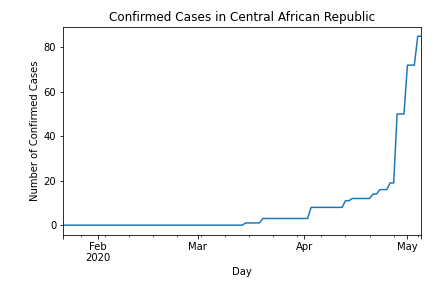 Confirmed Cases in Central African Republic
80
60
40
20
0
Number of Confirmed Cases
Feb
2020
Mar
Apr
May
Day